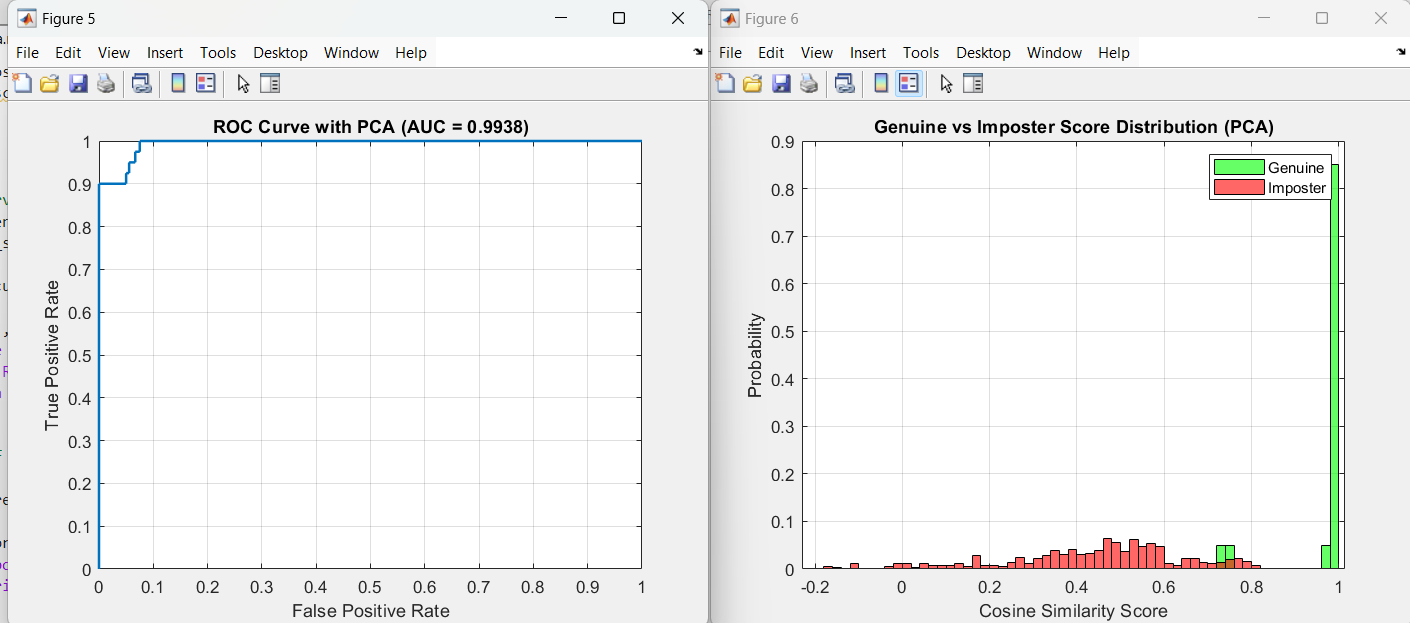 Figure 5
File Edit View Insert Tools Desktop Window Help
ROC Curve with PCA (AUC = 0.9938)
True Positive Rate
1
0.9
0.8
0.7
0.6
0.5
0.4
0.3
0.2
0.1
0
0 0.1 0.2 0.3 0.4 0.5 0.6 0.7 0.8 0.9 1
False Positive Rate
Figure 6
File Edit View Insert Tools Desktop Window Help
Genuine vs Imposter Score Distribution (PCA)
Genuine
Imposter
Probability
0.9
0.8
0.7
0.6
0.5
0.4
0.3
0.2
0.1
0
-0.2 0 0.2 0.4 0.6 0.8 1
Cosine Similarity Score